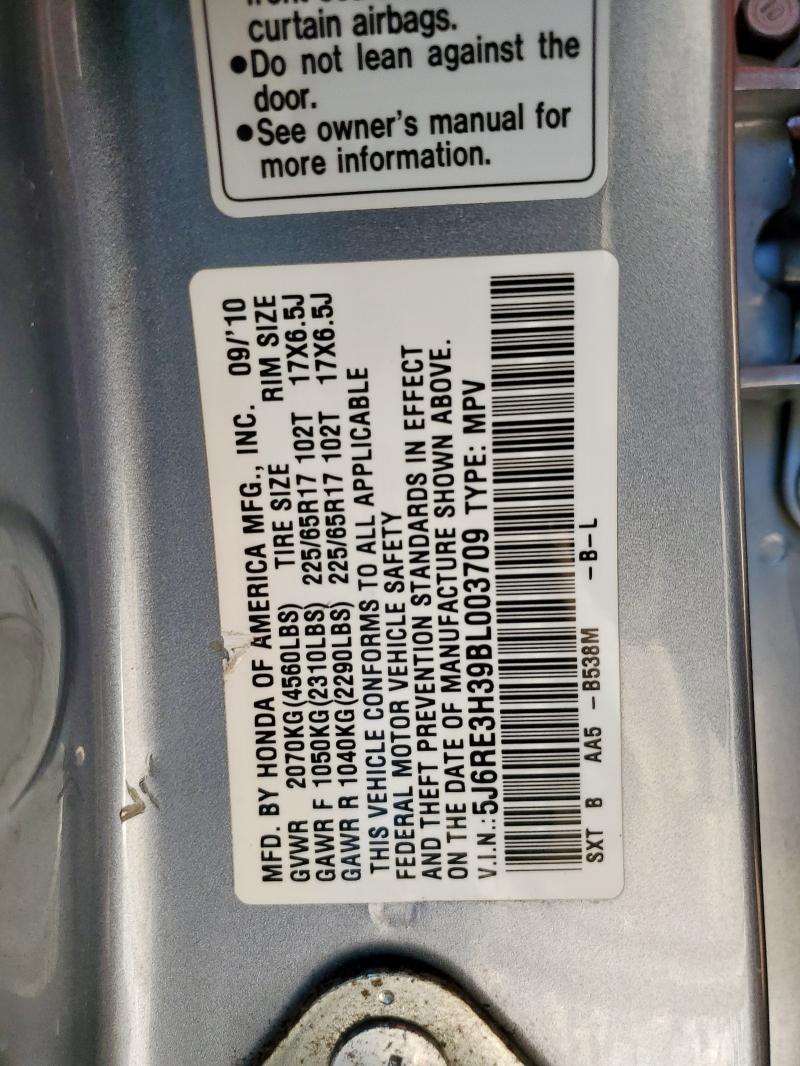 curtain airbags.
●Do not lean against the
door.
●See owner's manual for
more information.
MFD. BY HONDA OF AMERICA MFG., INC. 09/'10
GVWR 2070KG(4560LBS) TIRE SIZE RIM SIZE
GAWR F 1050KG(2310LBS) 225/65R17 102T 17X6.5J
GAWR R 1040KG(2290LBS) 225/65R17 102T 17X6.5J
THIS VEHICLE CONFORMS TO ALL APPLICABLE
FEDERAL MOTOR VEHICLE SAFETY
AND THEFT PREVENTION STANDARDS IN EFFECT
ON THE DATE OF MANUFACTURE SHOWN ABOVE.
V.I.N.:5J6RE3H39BL003709 TYPE: MPV
SXT B AA5 -B538M -B-L